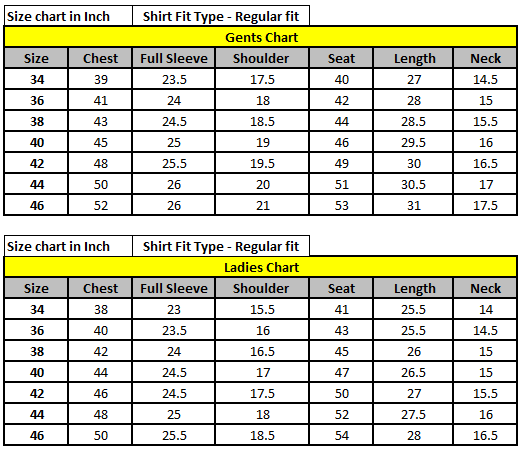 Size chart in Inch Shirt Fit Type - Regular fit
Gents Chart
Size Chest Full Sleeve Shoulder Seat Length Neck
34 39 23.5 17.5 40 27 14.5
36 41 24 18 42 28 15
38 43 24.5 18.5 44 28.5 15.5
40 45 25 19 46 29.5 16
42 48 25.5 19.5 49 30 16.5
44 50 26 20 51 30.5 17
46 52 26 21 53 31 17.5
Size chart in Inch Shirt Fit Type - Regular fit
Ladies Chart
Size Chest Full Sleeve Shoulder Seat Length Neck
34 38 23 15.5 41 25.5 14
36 40 23.5 16 43 25.5 14.5
38 42 24 16.5 45 26 15
40 44 24.5 17 47 26.5 15
42 46 24.5 17.5 50 27 15.5
44 48 25 18 52 27.5 16
46 50 25.5 18.5 54 28 16.5